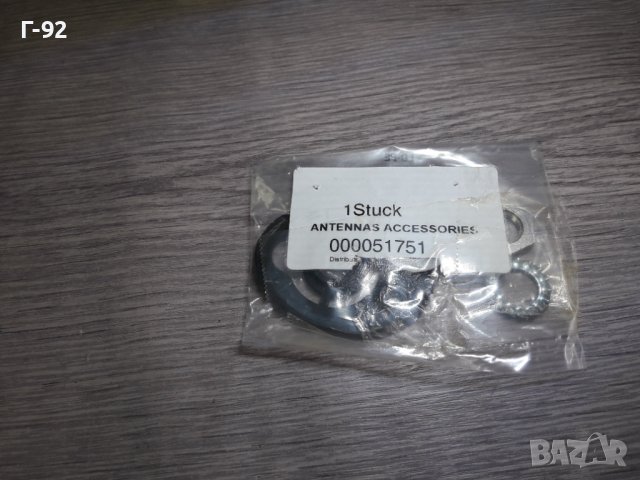 Г-92
1Stuck
ANTENNAS ACCESSORIES
000051751
BAZAR